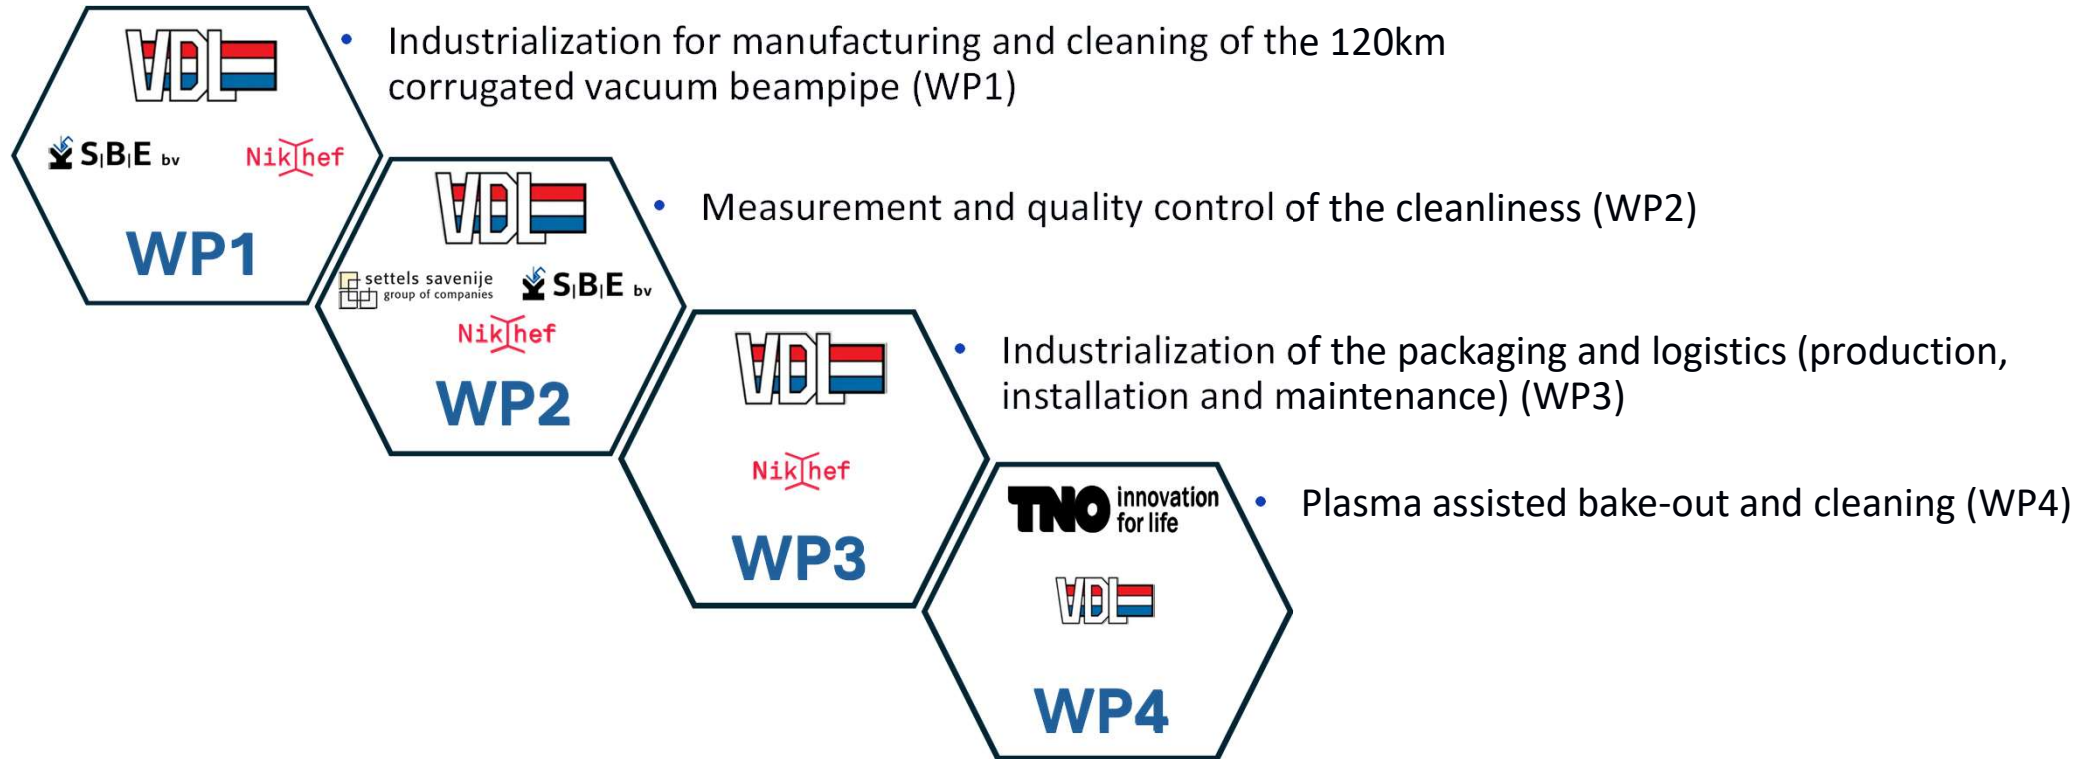 VDL
• Industrialization for manufacturing and cleaning of the 120km
corrugated vacuum beampipe (WP1)
S|B|E bv
Nikhef
WP1
VDL
• Measurement and quality control of the cleanliness (WP2)
settels savenije
group of companies
S|B|E bv
Nikhef
WP2
VDL
• Industrialization of the packaging and logistics (production,
installation and maintenance) (WP3)
Nikhef
WP3
TNO innovation
for life
• Plasma assisted bake-out and cleaning (WP4)
VDL
WP4